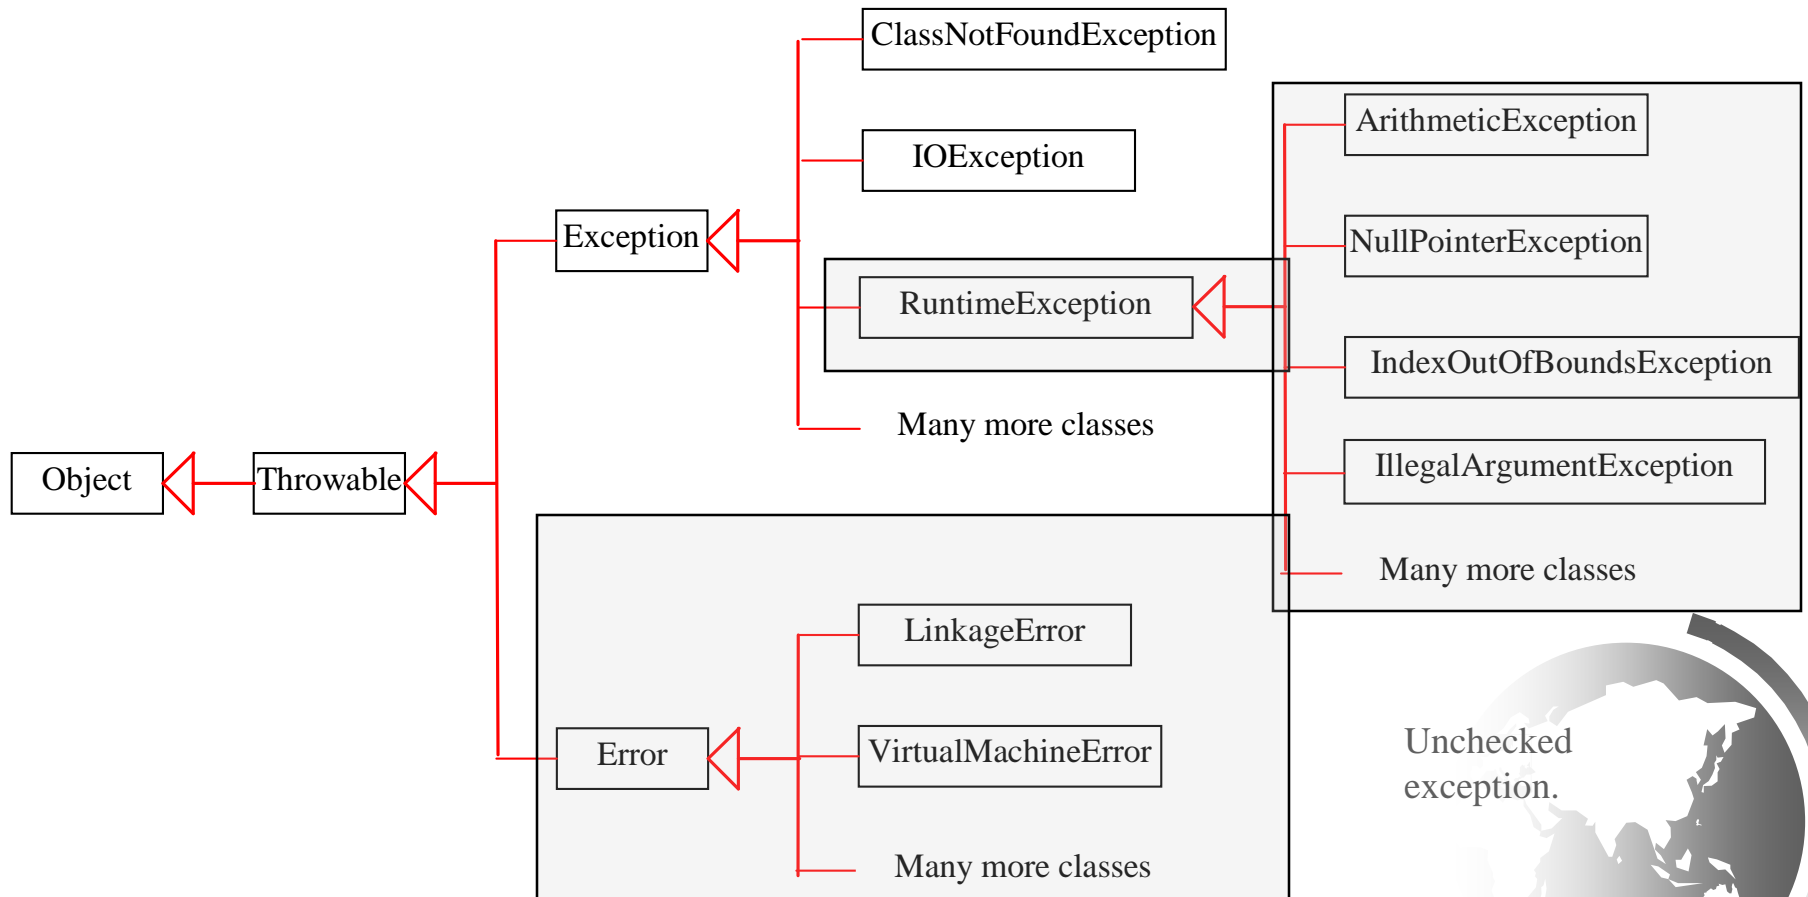 ClassNotFoundException
ArithmeticException
IOException
NullPointerException
Exception
RuntimeException
IndexOutOfBoundsException
Many more classes
Object
Throwable
IllegalArgumentException
Many more classes
LinkageError
Error
VirtualMachineError
Unchecked
exception.
Many more classes